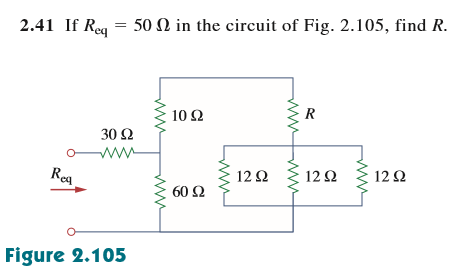 2.41 If Req = 50 Ω in the circuit of Fig. 2.105, find R.
10 Ω
R
30 Ω
Req
12 Ω
12 Ω
12 Ω
60 Ω
Figure 2.105